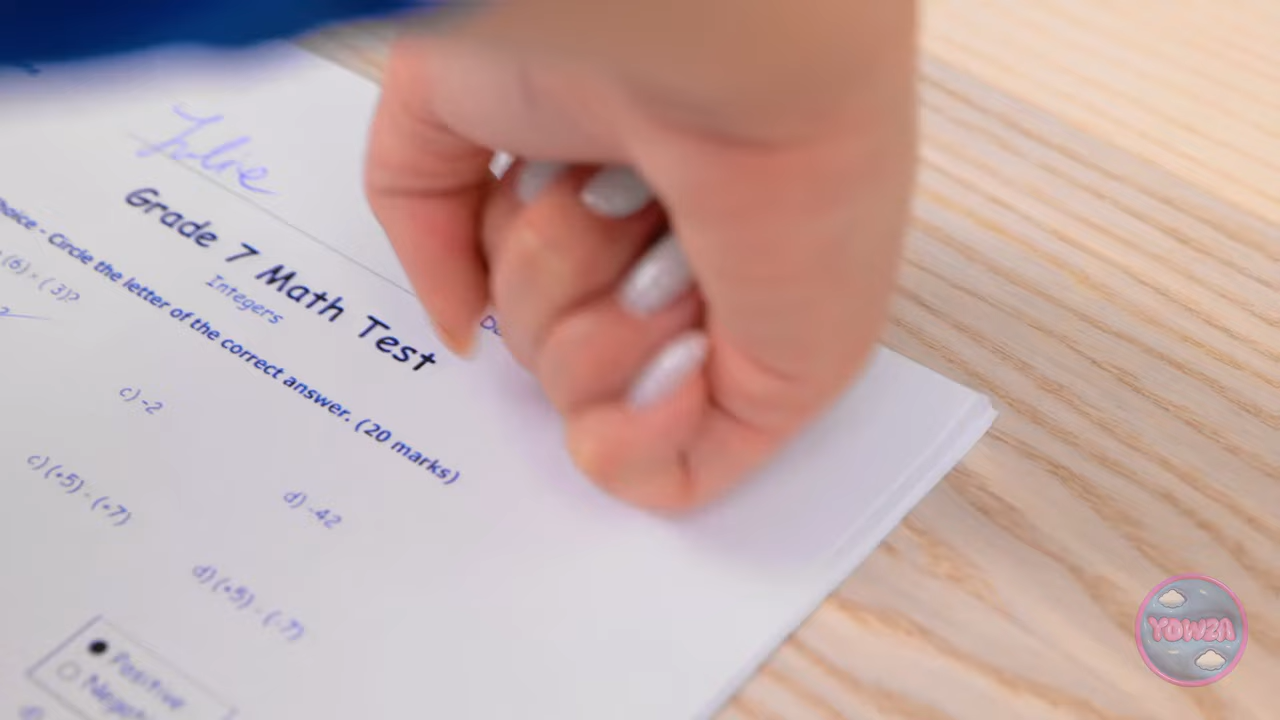 Julie
Grade 7 Math Test
Integers
Choice - Circle the letter of the correct answer. (20 marks)
(6) × (3)?
c) -2
d) -42
c) (+5) - (+7)
d) (+5) - (-7)
Positive
YOWZA